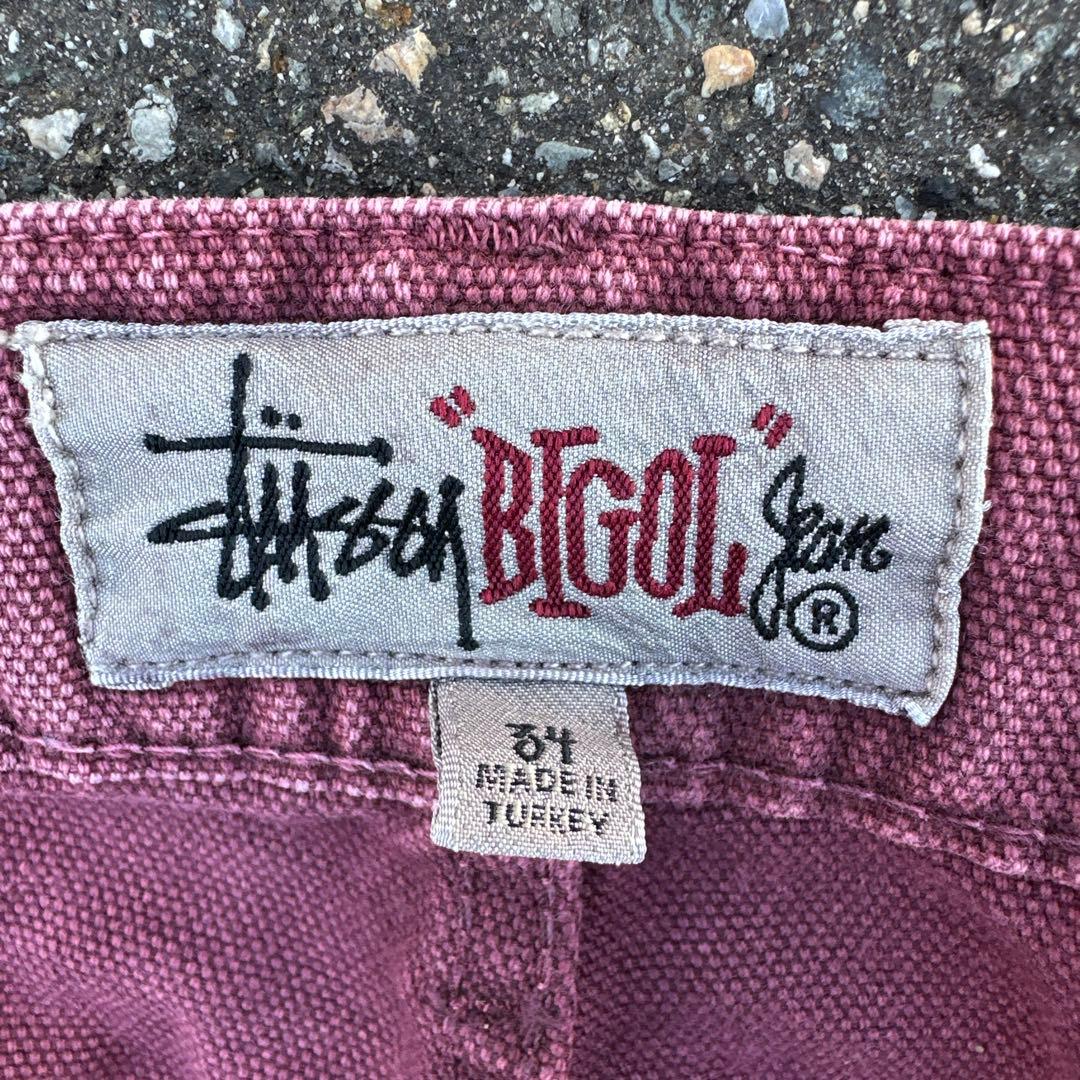 Stüssy "BIGOL" Jean ®
34
MADE IN
TURKEY